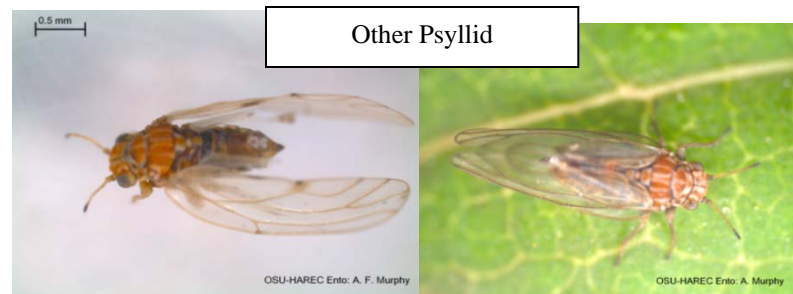 0.5 mm
Other Psyllid
OSU-HAREC Ento: A. F. Murphy
OSU-HAREC Ento: A. Murphy